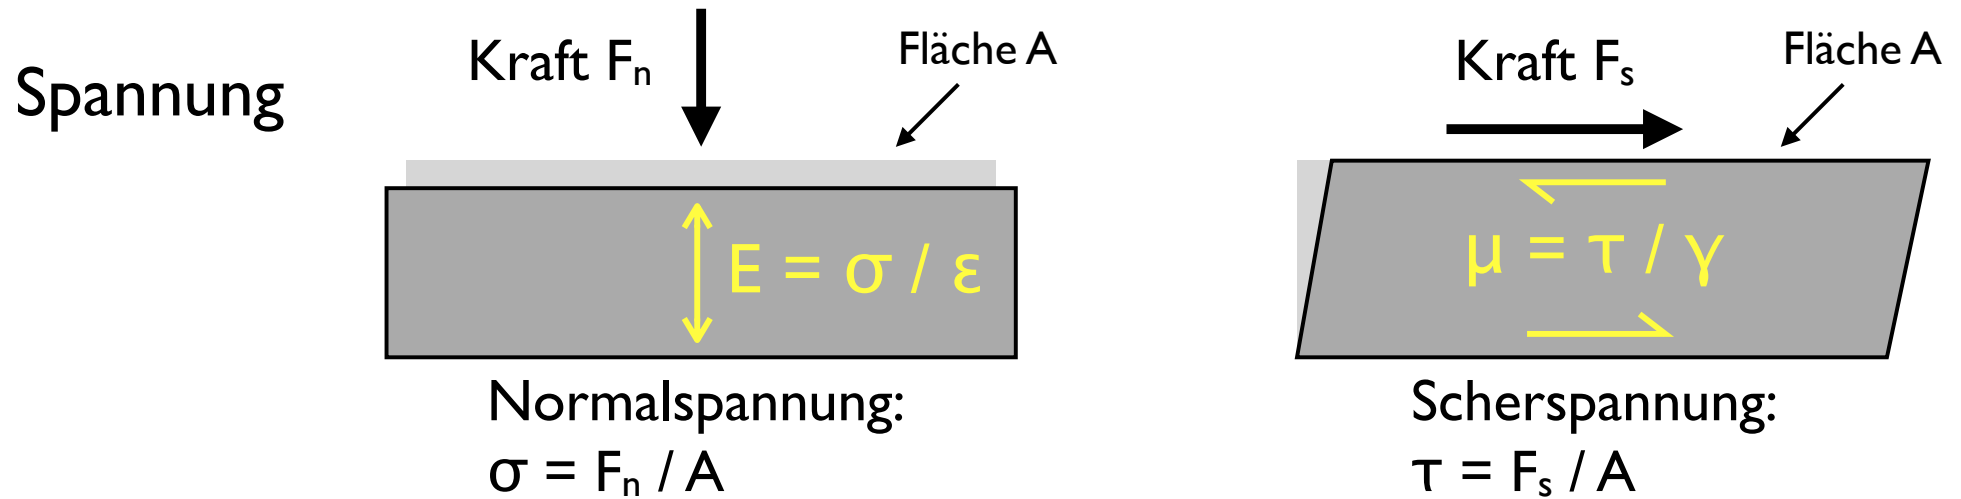 Spannung
Kraft Fₙ
Fläche A
E = σ / ε
Normalspannung:
σ = Fₙ / A
Kraft Fₛ
Fläche A
μ = τ / γ
Scherspannung:
τ = Fₛ / A